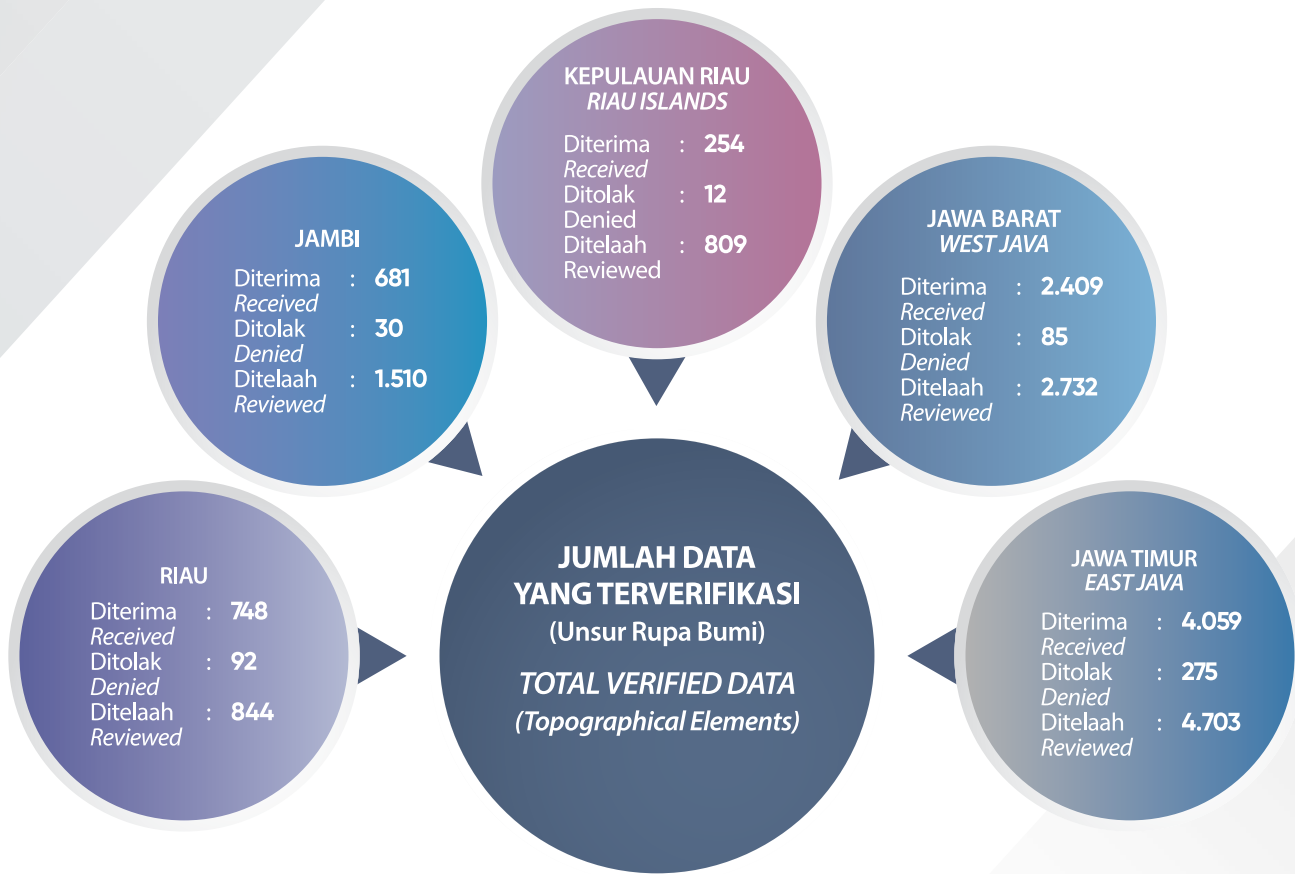 KEPULAUAN RIAU
RIAU ISLANDS
Diterima : 254
Received
Ditolak : 12
Denied
Ditelaah : 809
Reviewed
JAMBI
Diterima : 681
Received
Ditolak : 30
Denied
Ditelaah : 1.510
Reviewed
JAWA BARAT
WEST JAVA
Diterima : 2.409
Received
Ditolak : 85
Denied
Ditelaah : 2.732
Reviewed
RIAU
Diterima : 748
Received
Ditolak : 92
Denied
Ditelaah : 844
Reviewed
JUMLAH DATA
YANG TERVERIFIKASI
(Unsur Rupa Bumi)
TOTAL VERIFIED DATA
(Topographical Elements)
JAWA TIMUR
EAST JAVA
Diterima : 4.059
Received
Ditolak : 275
Denied
Ditelaah : 4.703
Reviewed